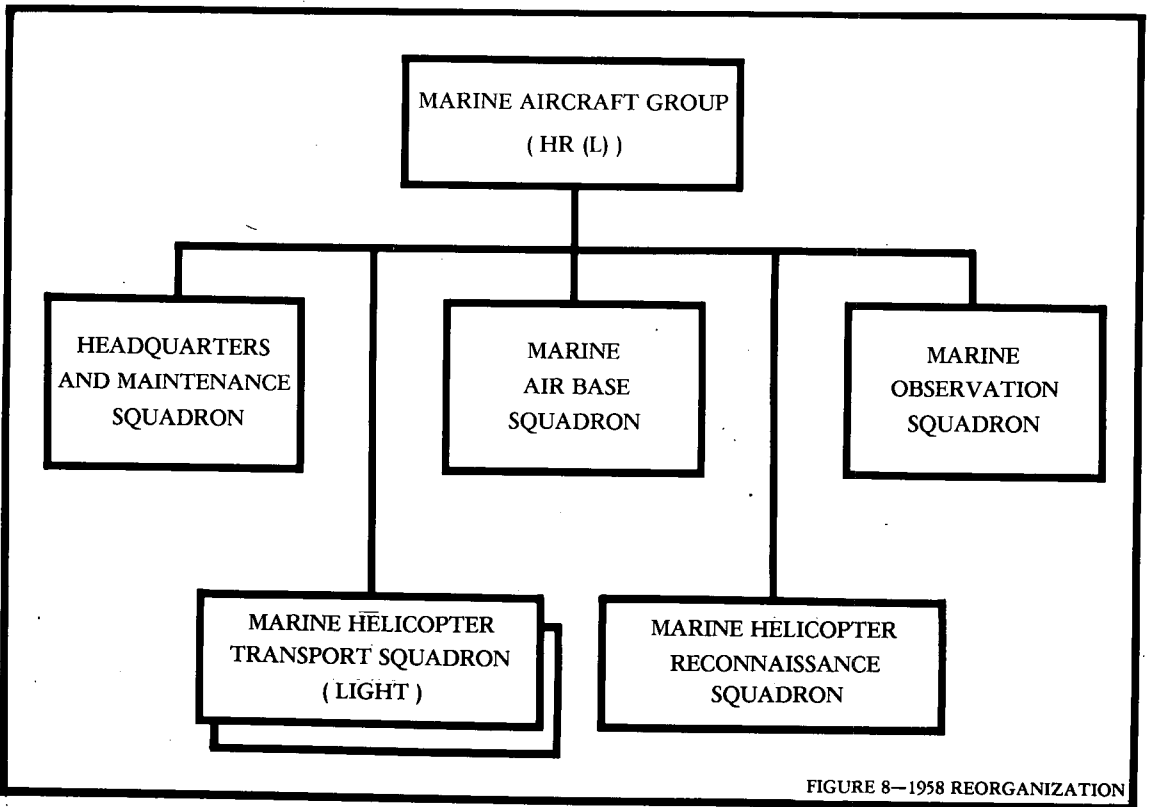 MARINE AIRCRAFT GROUP
( HR (L) )
HEADQUARTERS
AND MAINTENANCE
SQUADRON
MARINE
AIR BASE
SQUADRON
MARINE
OBSERVATION
SQUADRON
MARINE HELICOPTER
TRANSPORT SQUADRON
( LIGHT )
MARINE HELICOPTER
RECONNAISSANCE
SQUADRON
FIGURE 8—1958 REORGANIZATION